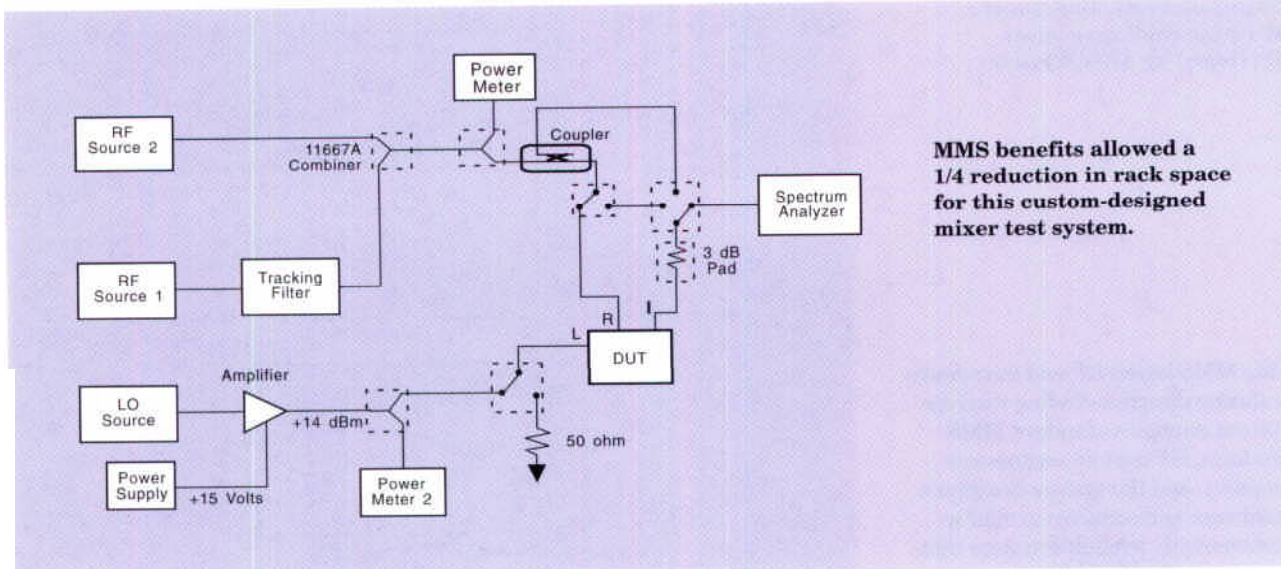 Power
Meter
RF
Source 2
11667A
Combiner
Coupler
Spectrum
Analyzer
3 dB
Pad
RF
Source 1
Tracking
Filter
R
I
L
DUT
Amplifier
LO
Source
+14 dBm
50 ohm
Power
Supply
+15 Volts
Power
Meter 2
MMS benefits allowed a
1/4 reduction in rack space
for this custom-designed
mixer test system.